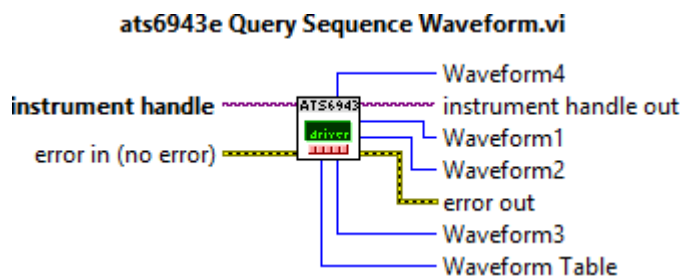 ats6943e Query Sequence Waveform.vi
Waveform4
instrument handle
ATS6943
instrument handle out
driver
Waveform1
error in (no error)
Waveform2
error out
Waveform3
Waveform Table